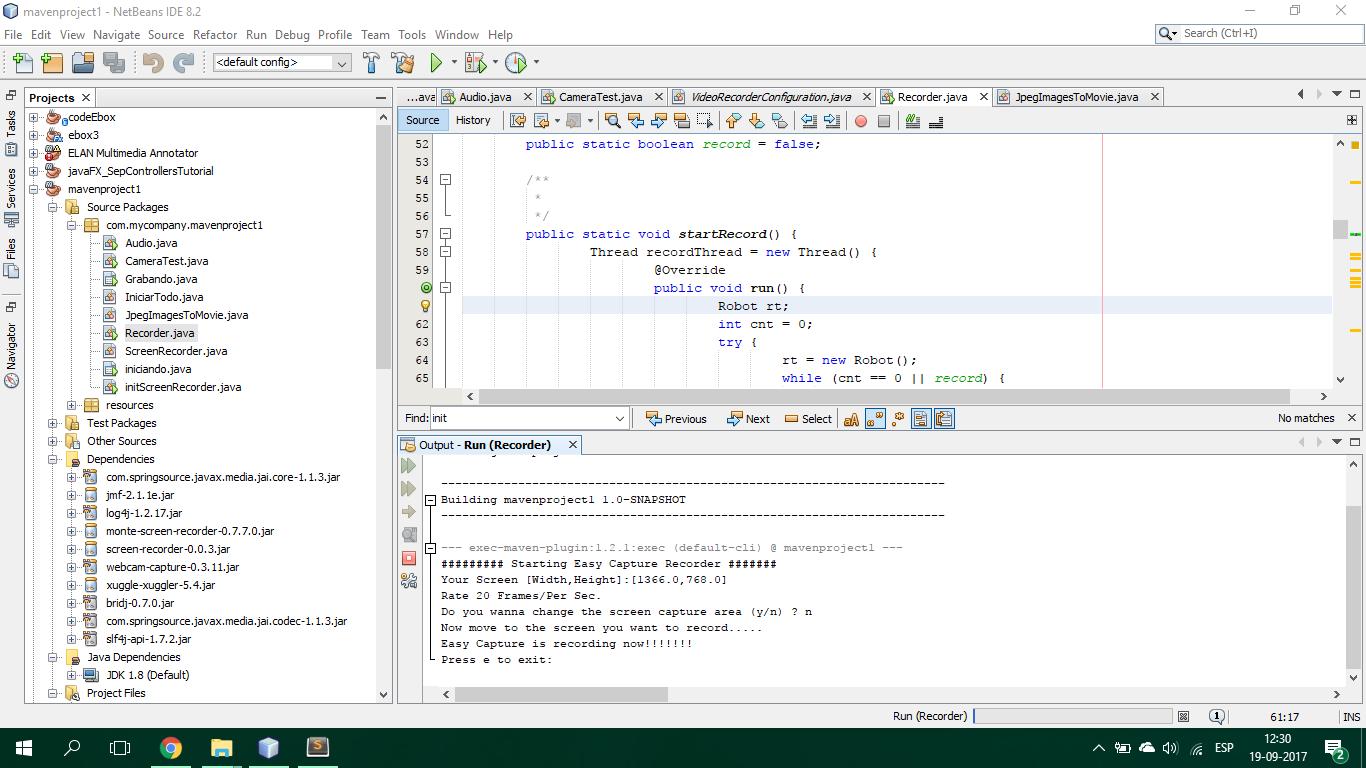 mavenproject1 - NetBeans IDE 8.2
File Edit View Navigate Source Refactor Run Debug Profile Team Tools Window Help
Search (Ctrl+I)
<default config>
Projects
Tasks
Services
Files
Navigator
codeEbox
ebox3
ELAN Multimedia Annotator
javaFX_SepControllersTutorial
mavenproject1
Source Packages
com.mycompany.mavenproject1
Audio.java
CameraTest.java
Grabando.java
IniciarTodo.java
JpegImagesToMovie.java
Recorder.java
ScreenRecorder.java
iniciando.java
initScreenRecorder.java
resources
Test Packages
Other Sources
Dependencies
com.springsource.javax.media.jai.core-1.1.3.jar
jmf-2.1.1e.jar
log4j-1.2.17.jar
monte-screen-recorder-0.7.7.0.jar
screen-recorder-0.0.3.jar
webcam-capture-0.3.11.jar
xuggle-xuggler-5.4.jar
bridj-0.7.0.jar
com.springsource.javax.media.jai.codec-1.1.3.jar
slf4j-api-1.7.2.jar
Java Dependencies
JDK 1.8 (Default)
Project Files
...ava Audio.java CameraTest.java VideoRecorderConfiguration.java Recorder.java JpegImagesToMovie.java
Source History
52 public static boolean record = false;
53
54 /**
55 *
56 */
57 public static void startRecord() {
58 Thread recordThread = new Thread() {
59 @Override
public void run() {
Robot rt;
62 int cnt = 0;
63 try {
64 rt = new Robot();
65 while (cnt == 0 || record) {
Find: init Previous Next Select aA No matches
Output - Run (Recorder)
------------------------------------------------------------------------
Building mavenproject1 1.0-SNAPSHOT
------------------------------------------------------------------------
--- exec-maven-plugin:1.2.1:exec (default-cli) @ mavenproject1 ---
######### Starting Easy Capture Recorder #######
Your Screen [Width,Height]:[1366.0,768.0]
Rate 20 Frames/Per Sec.
Do you wanna change the screen capture area (y/n) ? n
Now move to the screen you want to record.....
Easy Capture is recording now!!!!!!!
Press e to exit:
Run (Recorder) 1 61:17 INS
ESP
12:30
19-09-2017
2